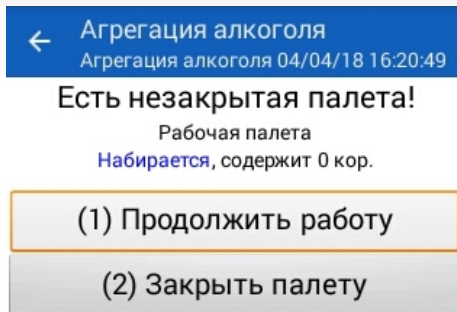 Агрегация алкоголя
Агрегация алкоголя 04/04/18 16:20:49
Есть незакрытая палета!
Рабочая палета
Набирается, содержит 0 кор.
(1) Продолжить работу
(2) Закрыть палету